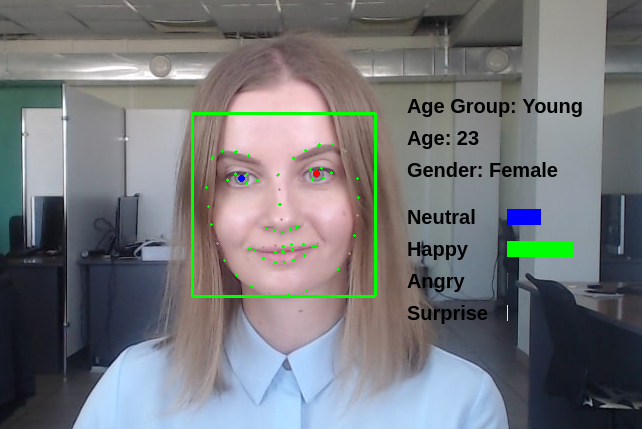 Age Group: Young
Age: 23
Gender: Female
Neutral
Happy
Angry
Surprise